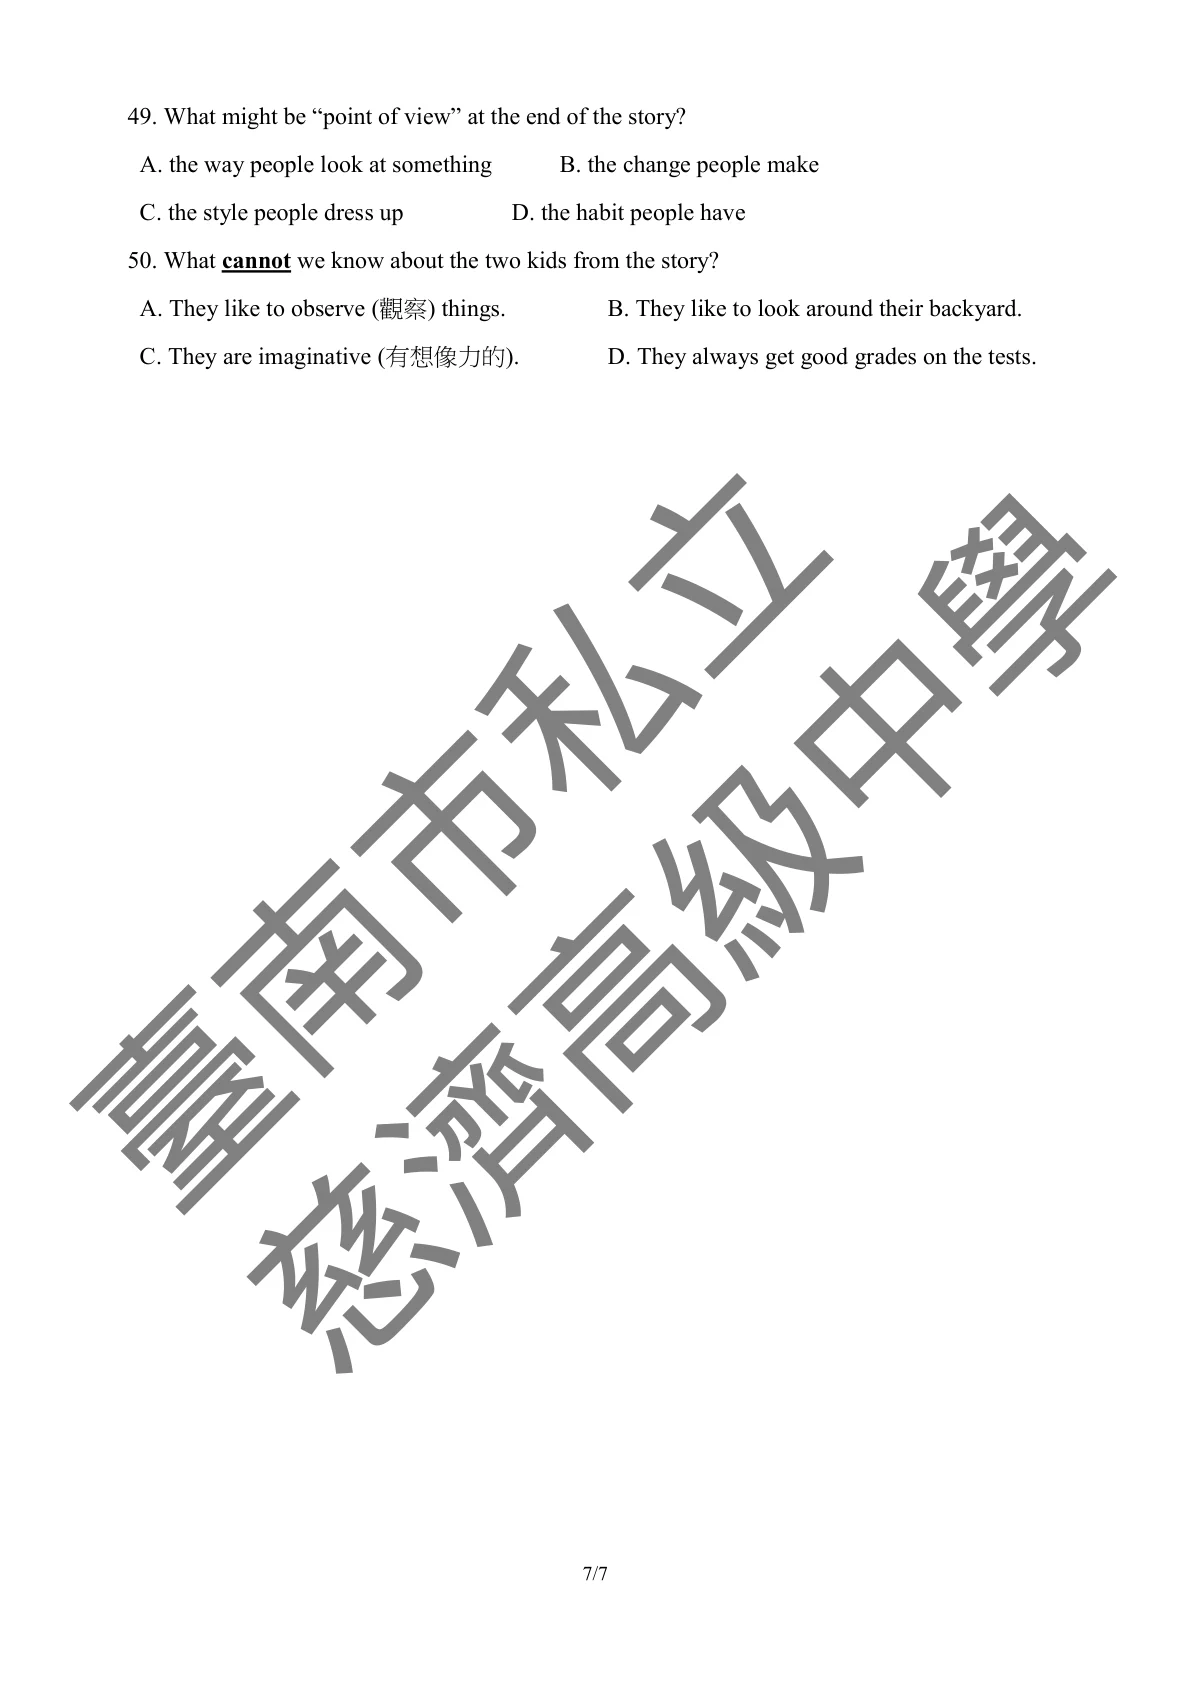 49. What might be “point of view” at the end of the story?
A. the way people look at something B. the change people make
C. the style people dress up D. the habit people have
50. What cannot we know about the two kids from the story?
A. They like to observe (觀察) things. B. They like to look around their backyard.
C. They are imaginative (有想像力的). D. They always get good grades on the tests.
臺南市私立
慈濟高級中學
7/7